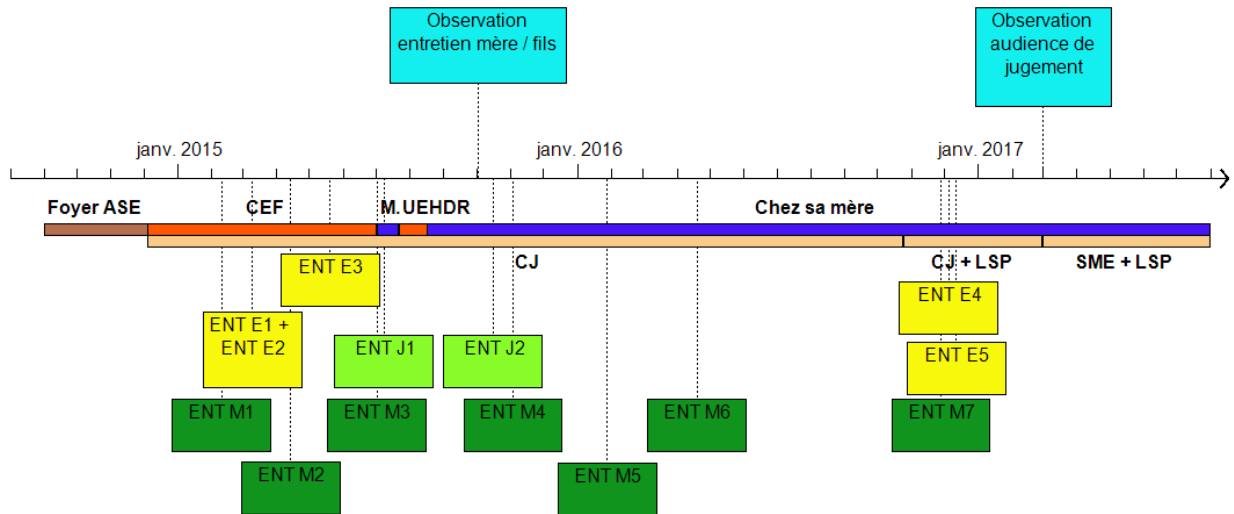 Observation
entretien mère / fils
Observation
audience de
jugement
janv. 2015
janv. 2016
janv. 2017
Foyer ASE
CEF
M.
UEHDR
Chez sa mère
CJ
CJ + LSP
SME + LSP
ENT E3
ENT E4
ENT E1 +
ENT E2
ENT J1
ENT J2
ENT E5
ENT M1
ENT M3
ENT M4
ENT M6
ENT M7
ENT M2
ENT M5